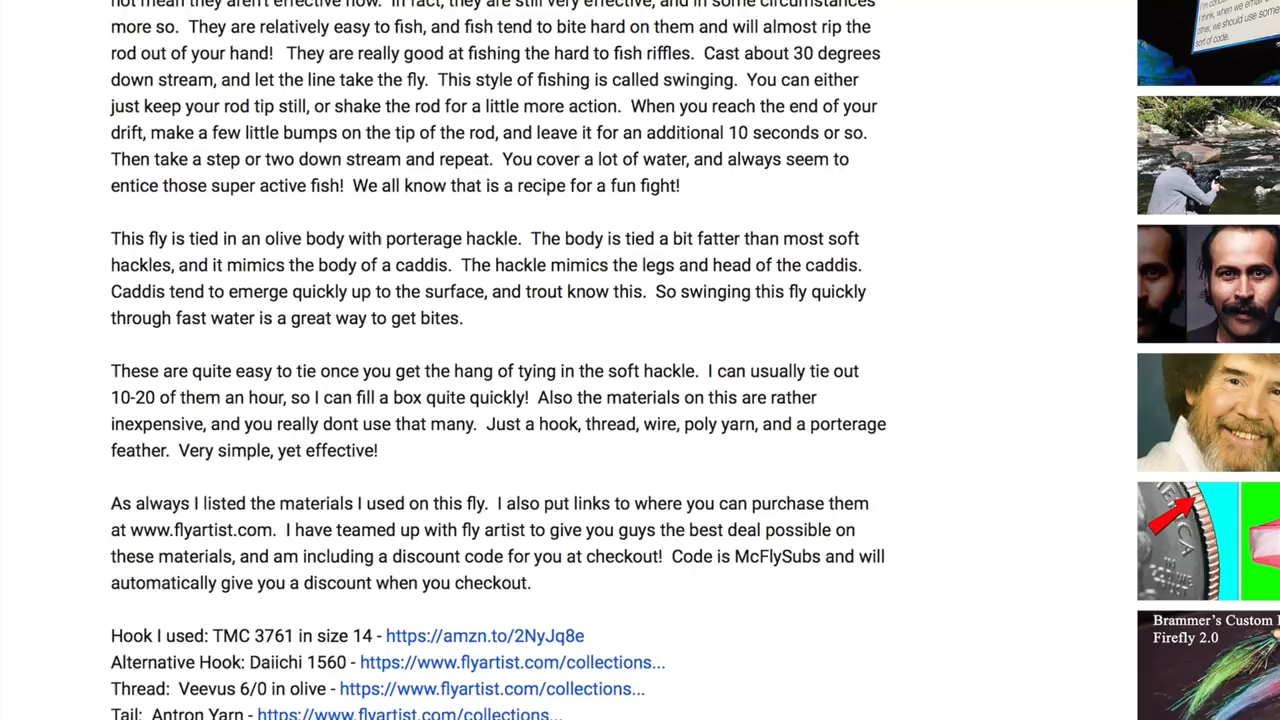 not mean they aren't effective now. In fact, they are still very effective, and in some circumstances
more so. They are relatively easy to fish, and fish tend to bite hard on them and will almost rip the
rod out of your hand! They are really good at fishing the hard to fish riffles. Cast about 30 degrees
down stream, and let the line take the fly. This style of fishing is called swinging. You can either
just keep your rod tip still, or shake the rod for a little more action. When you reach the end of your
drift, make a few little bumps on the tip of the rod, and leave it for an additional 10 seconds or so.
Then take a step or two down stream and repeat. You cover a lot of water, and always seem to
entice those super active fish! We all know that is a recipe for a fun fight!
This fly is tied in an olive body with porterage hackle. The body is tied a bit fatter than most soft
hackles, and it mimics the body of a caddis. The hackle mimics the legs and head of the caddis.
Caddis tend to emerge quickly up to the surface, and trout know this. So swinging this fly quickly
through fast water is a great way to get bites.
These are quite easy to tie once you get the hang of tying in the soft hackle. I can usually tie out
10-20 of them an hour, so I can fill a box quite quickly! Also the materials on this are rather
inexpensive, and you really dont use that many. Just a hook, thread, wire, poly yarn, and a porterage
feather. Very simple, yet effective!
As always I listed the materials I used on this fly. I also put links to where you can purchase them
at www.flyartist.com. I have teamed up with fly artist to give you guys the best deal possible on
these materials, and am including a discount code for you at checkout! Code is McFlySubs and will
automatically give you a discount when you checkout.
Hook I used: TMC 3761 in size 14 - https://amzn.to/2NyJq8e
Alternative Hook: Daiichi 1560 - https://www.flyartist.com/collections...
Thread: Veevus 6/0 in olive - https://www.flyartist.com/collections...
Tail: Antron Yarn - https://www.flyartist.com/collections...
I think, when we email
other, we should use some
sort of code.
Brammer's Custom
Firefly 2.0